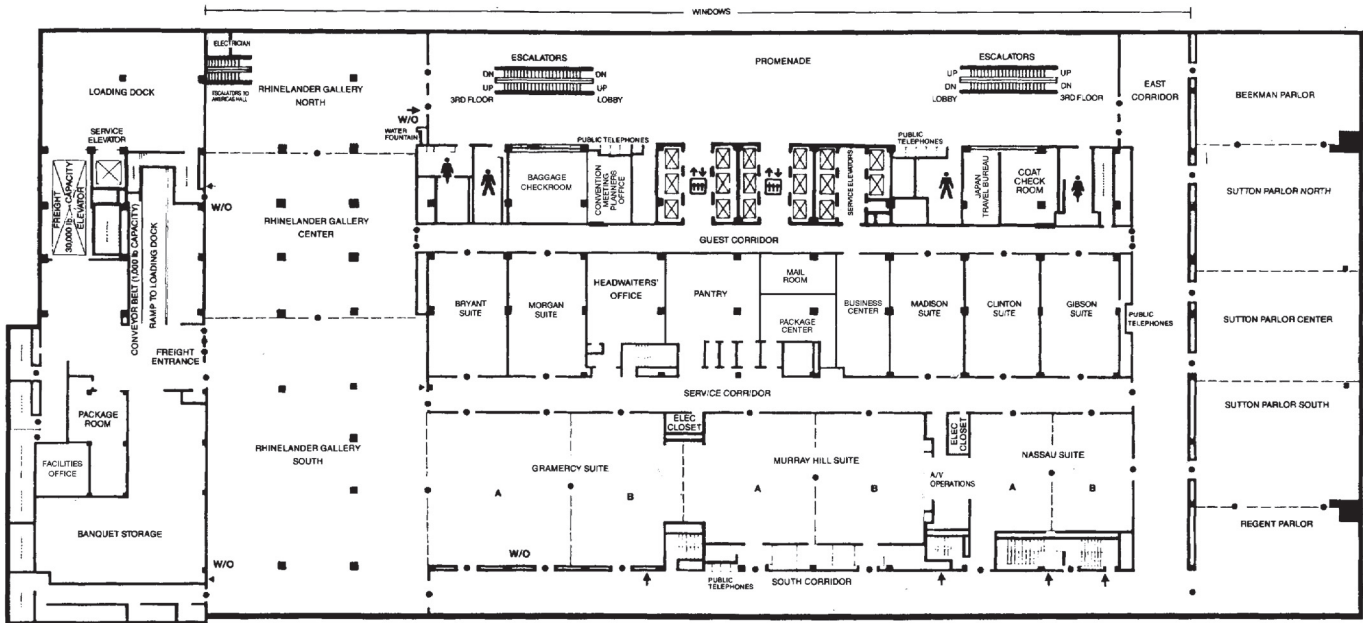 WINDOWS
ELECTRICIAN
ESCALATORS TO
AMERICAS HALL
LOADING DOCK
RHINELANDER GALLERY
NORTH
ESCALATORS
DN
UP
3RD FLOOR
DN
UP
LOBBY
PROMENADE
ESCALATORS
UP
DN
LOBBY
UP
DN
3RD FLOOR
EAST
CORRIDOR
BEEKMAN PARLOR
W/O
WATER
FOUNTAIN
SERVICE
ELEVATOR
PUBLIC TELEPHONES
PUBLIC
TELEPHONES
FREIGHT
30,000 lb.>—CAPACITY
ELEVATOR
CONVEYOR BELT (1,000 lb CAPACITY)
RAMP TO LOADING DOCK
W/O
BAGGAGE
CHECKROOM
CONVENTION
MEETING
PLANNERS
OFFICE
SERVICE ELEVATORS
JAPAN
TRAVEL BUREAU
COAT
CHECK
ROOM
SUTTON PARLOR NORTH
RHINELANDER GALLERY
CENTER
GUEST CORRIDOR
BRYANT
SUITE
MORGAN
SUITE
HEADWAITERS'
OFFICE
PANTRY
MAIL
ROOM
PACKAGE
CENTER
BUSINESS
CENTER
MADISON
SUITE
CLINTON
SUITE
GIBSON
SUITE
PUBLIC
TELEPHONES
SUTTON PARLOR CENTER
FREIGHT
ENTRANCE
SERVICE CORRIDOR
SUTTON PARLOR SOUTH
PACKAGE
ROOM
FACILITIES
OFFICE
RHINELANDER GALLERY
SOUTH
ELEC
CLOSET
GRAMERCY SUITE
A
B
MURRAY HILL SUITE
A
B
ELEC
CLOSET
A/V
OPERATIONS
NASSAU SUITE
A
B
REGENT PARLOR
BANQUET STORAGE
W/O
W/O
PUBLIC
TELEPHONES
SOUTH CORRIDOR